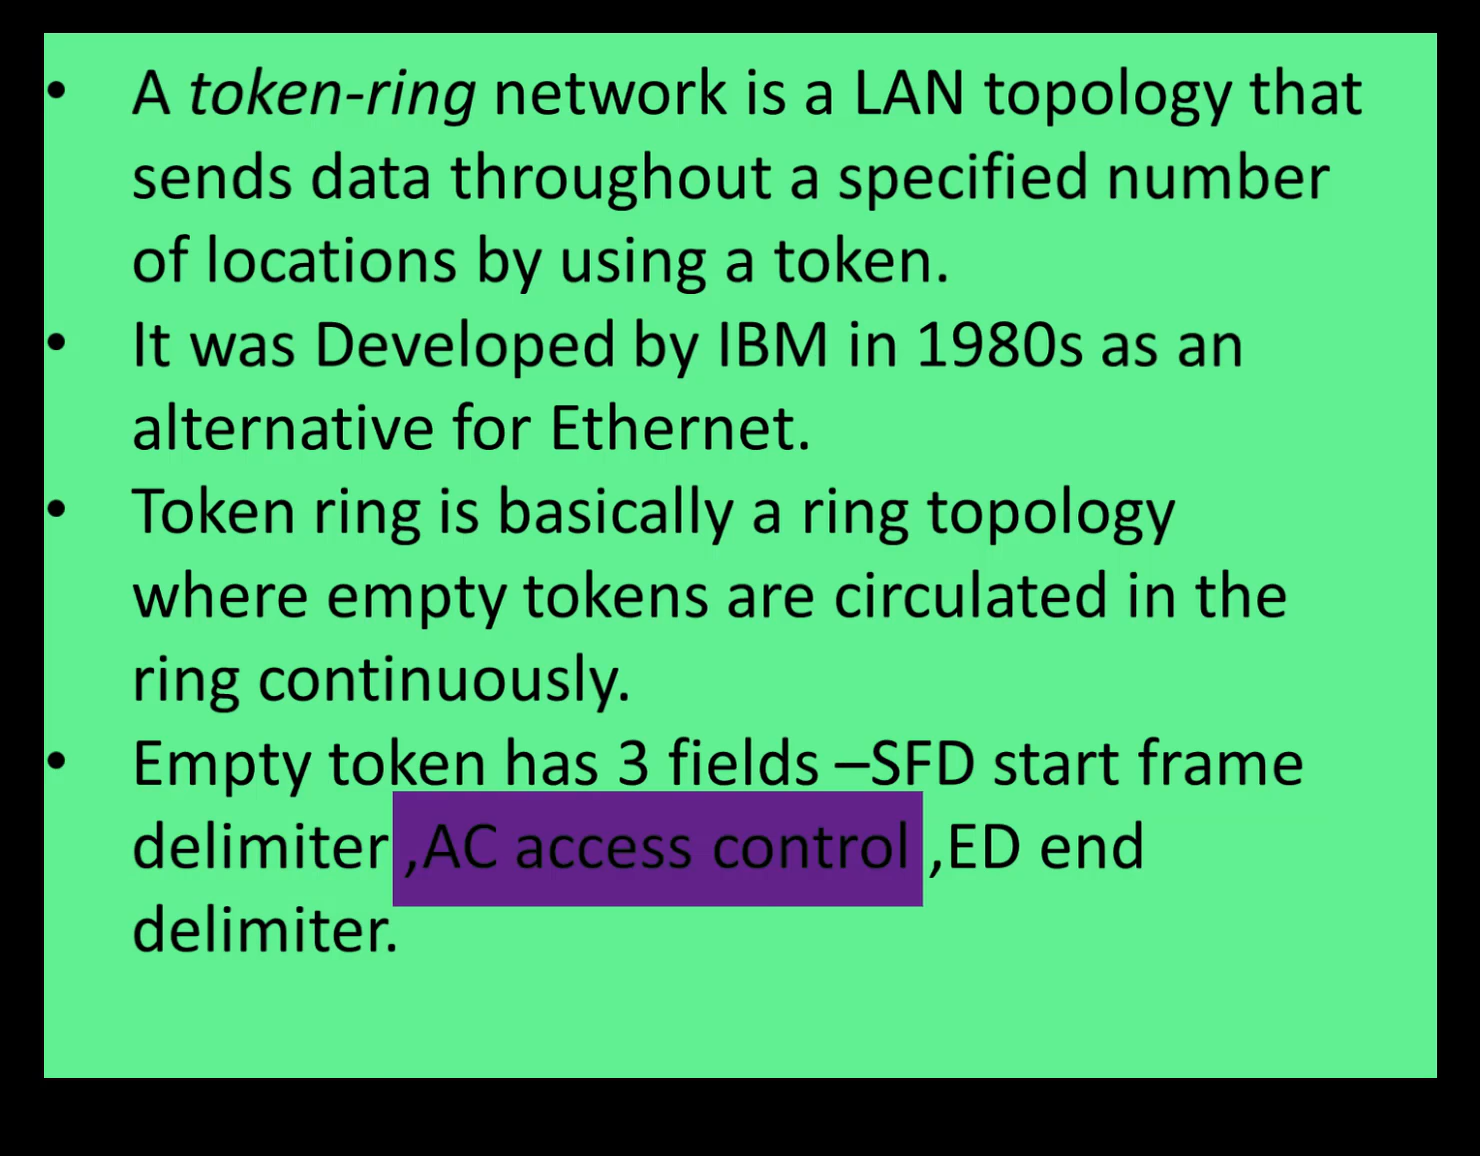 • A token-ring network is a LAN topology that
sends data throughout a specified number
of locations by using a token.
• It was Developed by IBM in 1980s as an
alternative for Ethernet.
• Token ring is basically a ring topology
where empty tokens are circulated in the
ring continuously.
• Empty token has 3 fields –SFD start frame
delimiter ,AC access control ,ED end
delimiter.